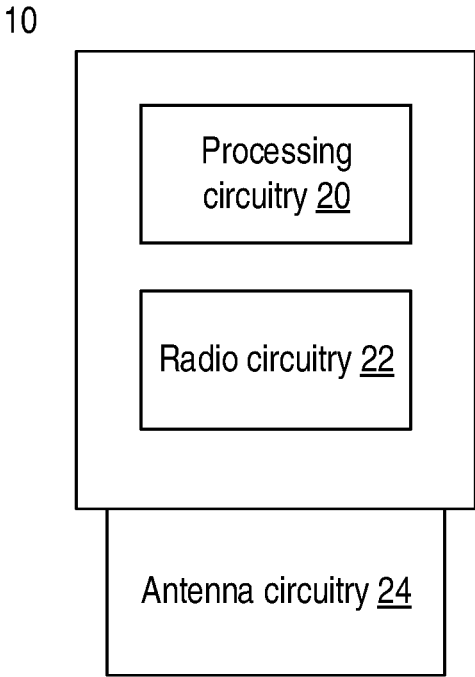 10
Processing
circuitry 20
Radio circuitry 22
Antenna circuitry 24